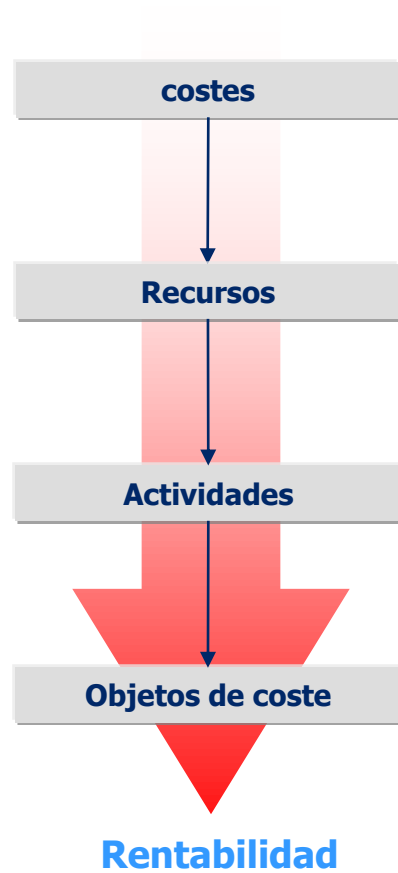 costes
Recursos
Actividades
Objetos de coste
Rentabilidad